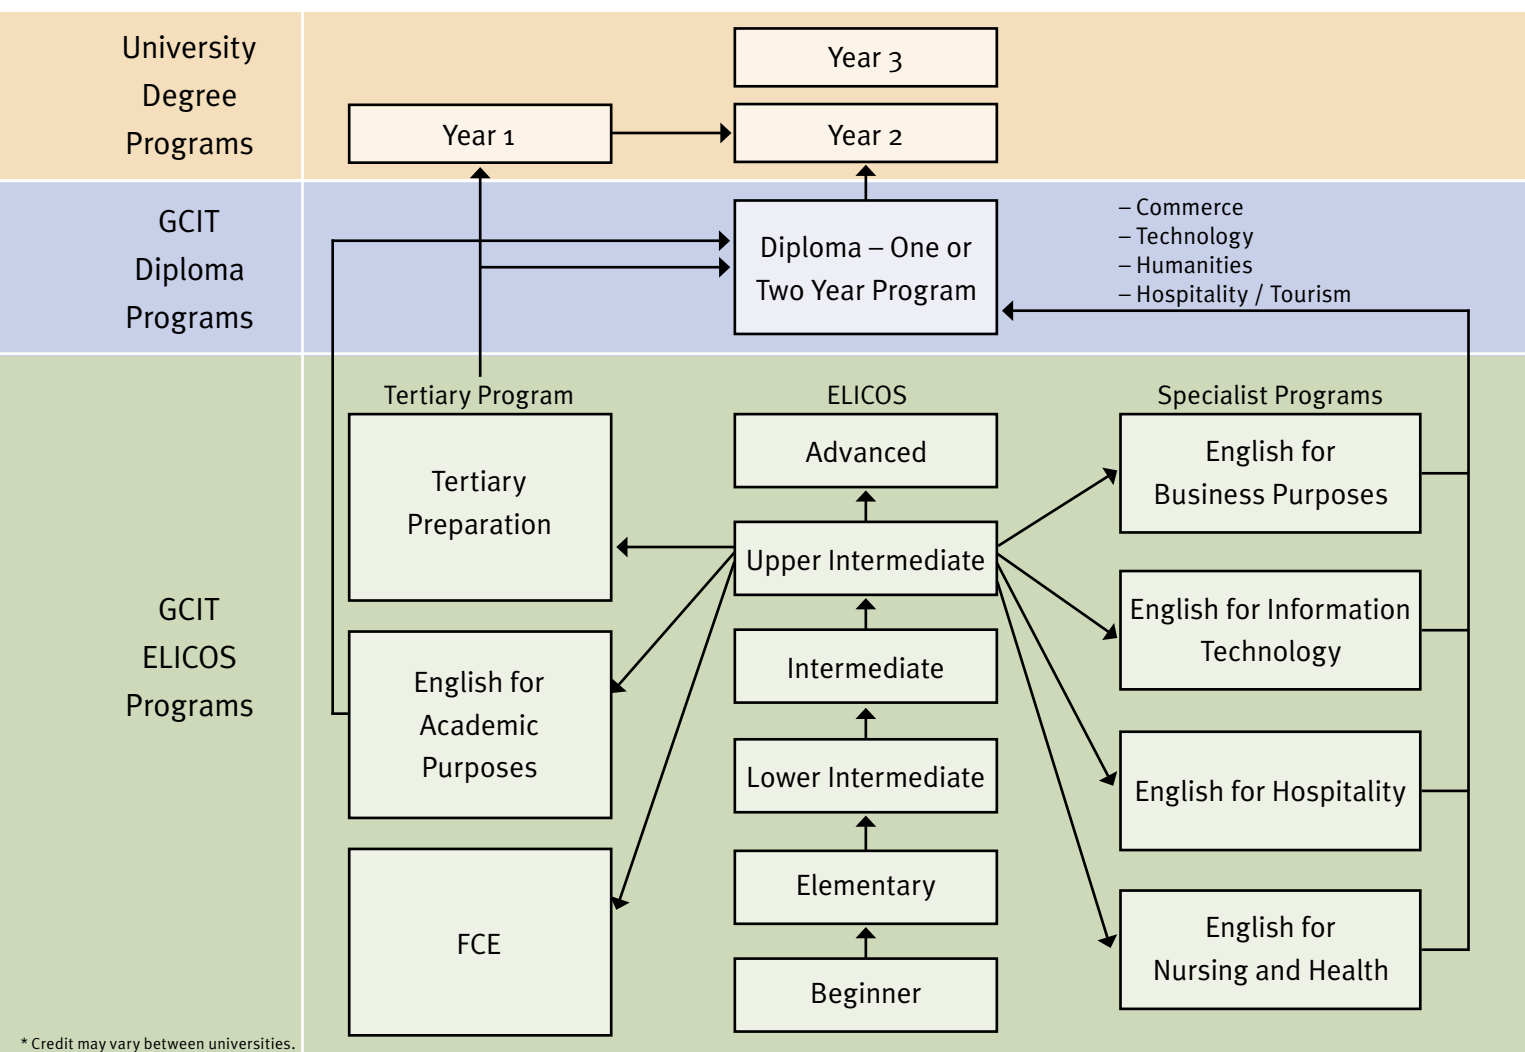 University
Degree
Programs
Year 3
Year 1
Year 2
GCIT
Diploma
Programs
Diploma – One or
Two Year Program
– Commerce
– Technology
– Humanities
– Hospitality / Tourism
GCIT
ELICOS
Programs
Tertiary Program
Tertiary
Preparation
English for
Academic
Purposes
FCE
ELICOS
Advanced
Upper Intermediate
Intermediate
Lower Intermediate
Elementary
Beginner
Specialist Programs
English for
Business Purposes
English for Information
Technology
English for Hospitality
English for
Nursing and Health
* Credit may vary between universities.